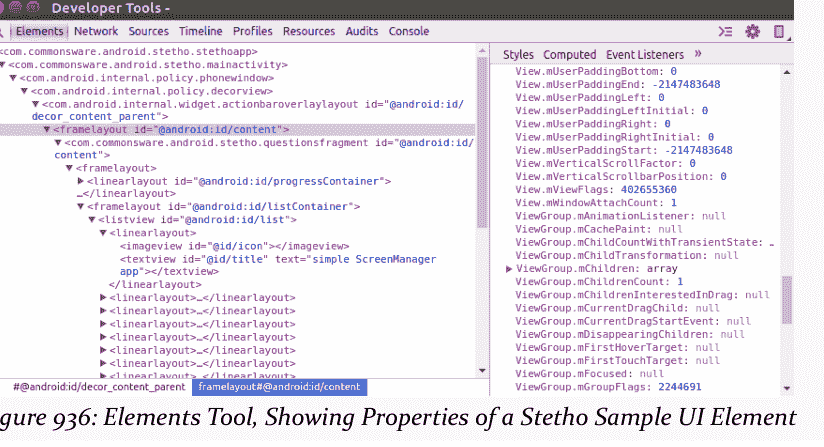 Developer Tools -
Elements Network Sources Timeline Profiles Resources Audits Console
<com.commonsware.android.stetho.stethoapp>
▼<com.commonsware.android.stetho.mainactivity>
▼<com.android.internal.policy.phonewindow>
▼<com.android.internal.policy.decorview>
▼<com.android.internal.widget.actionbaroverlaylayout id="@android:id/
decor_content_parent">
▼<framelayout id="@android:id/content">
▼<com.commonsware.android.stetho.questionsfragment id="@android:id/
content">
▼<framelayout>
▶<linearlayout id="@android:id/progressContainer">
…</linearlayout>
▼<framelayout id="@android:id/listContainer">
▼<listview id="@android:id/list">
▼<linearlayout>
<imageview id="@id/icon"></imageview>
<textview id="@id/title" text="simple ScreenManager
app"></textview>
</linearlayout>
▶<linearlayout>…</linearlayout>
▶<linearlayout>…</linearlayout>
▶<linearlayout>…</linearlayout>
▶<linearlayout>…</linearlayout>
▶<linearlayout>…</linearlayout>
▶<linearlayout>…</linearlayout>
▶<linearlayout>…</linearlayout>
#@android:id/decor_content_parent framelayout#@android:id/content
Styles Computed Event Listeners »
View.mUserPaddingBottom: 0
View.mUserPaddingEnd: -2147483648
View.mUserPaddingLeft: 0
View.mUserPaddingLeftInitial: 0
View.mUserPaddingRight: 0
View.mUserPaddingRightInitial: 0
View.mUserPaddingStart: -2147483648
View.mVerticalScrollFactor: 0
View.mVerticalScrollbarPosition: 0
View.mViewFlags: 402655360
View.mWindowAttachCount: 1
ViewGroup.mAnimationListener: null
ViewGroup.mCachePaint: null
ViewGroup.mChildCountWithTransientState: …
ViewGroup.mChildTransformation: null
▶ViewGroup.mChildren: array
ViewGroup.mChildrenCount: 1
ViewGroup.mChildrenInterestedInDrag: null
ViewGroup.mCurrentDragChild: null
ViewGroup.mCurrentDragStartEvent: null
ViewGroup.mDisappearingChildren: null
ViewGroup.mFirstHoverTarget: null
ViewGroup.mFirstTouchTarget: null
ViewGroup.mFocused: null
ViewGroup.mGroupFlags: 2244691
gure 936: Elements Tool, Showing Properties of a Stetho Sample UI Element